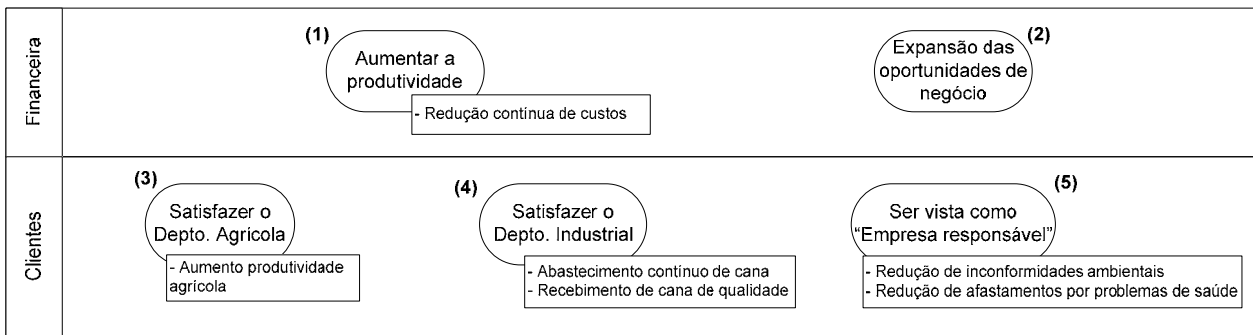 Financeira
(1)
Aumentar a
produtividade
- Redução contínua de custos
(2)
Expansão das
oportunidades de
negócio
Clientes
(3)
Satisfazer o
Depto. Agrícola
- Aumento produtividade
agrícola
(4)
Satisfazer o
Depto. Industrial
- Abastecimento contínuo de cana
- Recebimento de cana de qualidade
(5)
Ser vista como
“Empresa responsável”
- Redução de inconformidades ambientais
- Redução de afastamentos por problemas de saúde